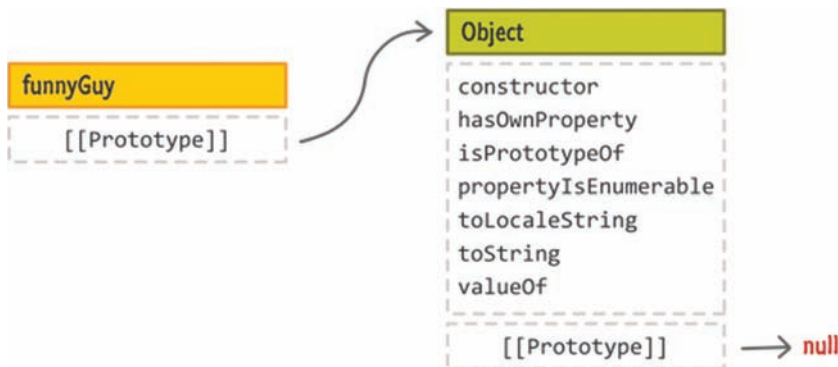 funnyGuy
[[Prototype]]
Object
constructor
hasOwnProperty
isPrototypeOf
propertyIsEnumerable
toLocaleString
toString
valueOf
[[Prototype]]
null